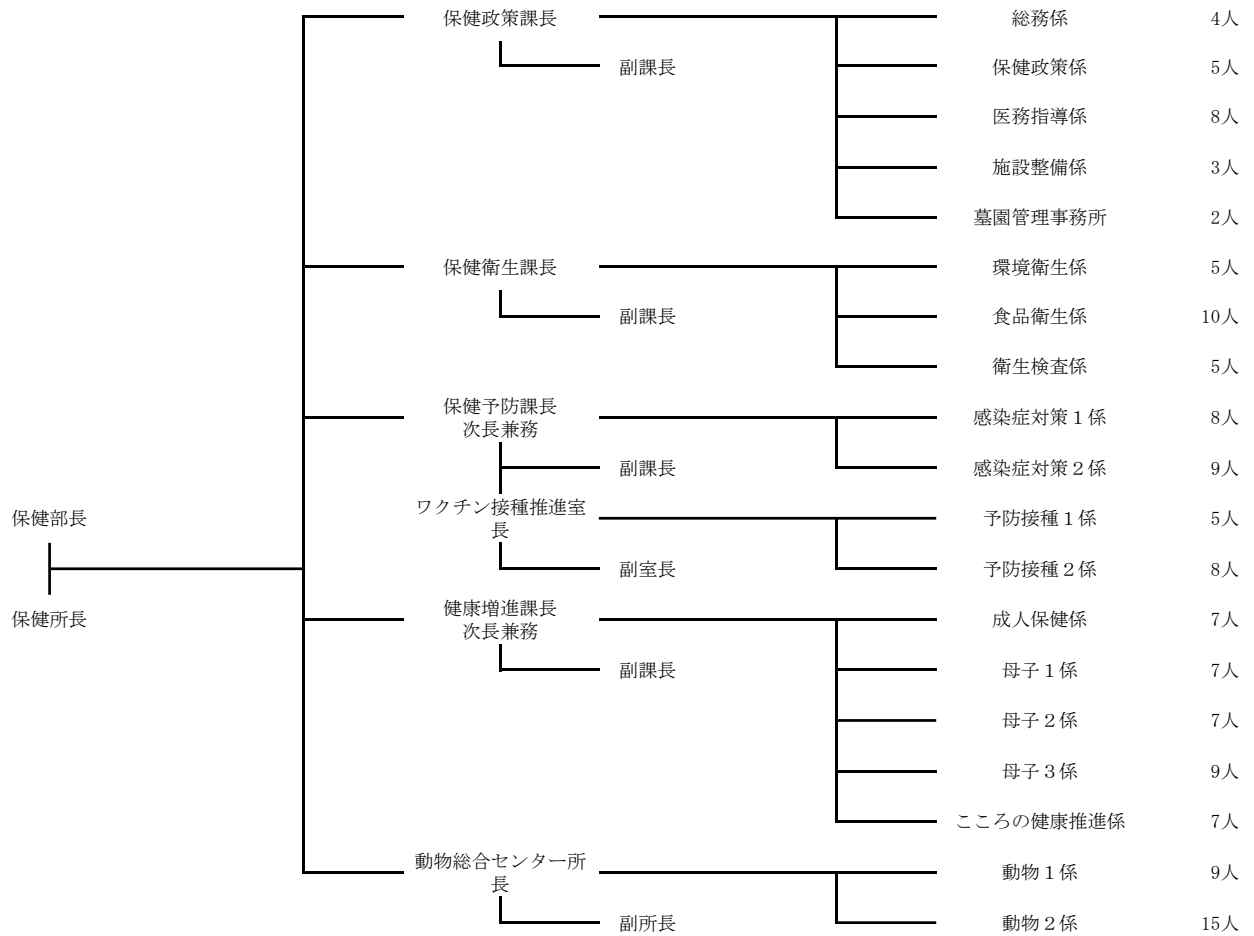 保健政策課長 総務係 4人
副課長 保健政策係 5人
医務指導係 8人
施設整備係 3人
墓園管理事務所 2人
保健衛生課長 環境衛生係 5人
副課長 食品衛生係 10人
衛生検査係 5人
保健予防課長
次長兼務
感染症対策1係 8人
副課長 感染症対策2係 9人
保健部長
ワクチン接種推進室
長
予防接種1係 5人
副室長 予防接種2係 8人
保健所長
健康増進課長
次長兼務
成人保健係 7人
副課長 母子1係 7人
母子2係 7人
母子3係 9人
こころの健康推進係 7人
動物総合センター所
長
動物1係 9人
副所長 動物2係 15人